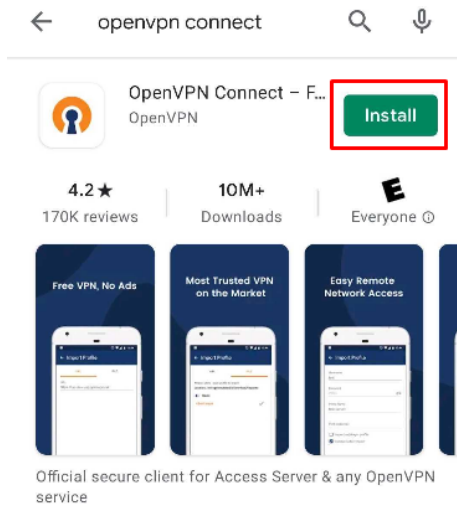 openvpn connect
OpenVPN Connect – F...
OpenVPN
Install
4.2★
10M+
E
170K reviews
Downloads
Everyone
Free VPN, No Ads
Most Trusted VPN
on the Market
Easy Remote
Network Access
Import Profile
Import Profile
Import Profile
Official secure client for Access Server & any OpenVPN
service